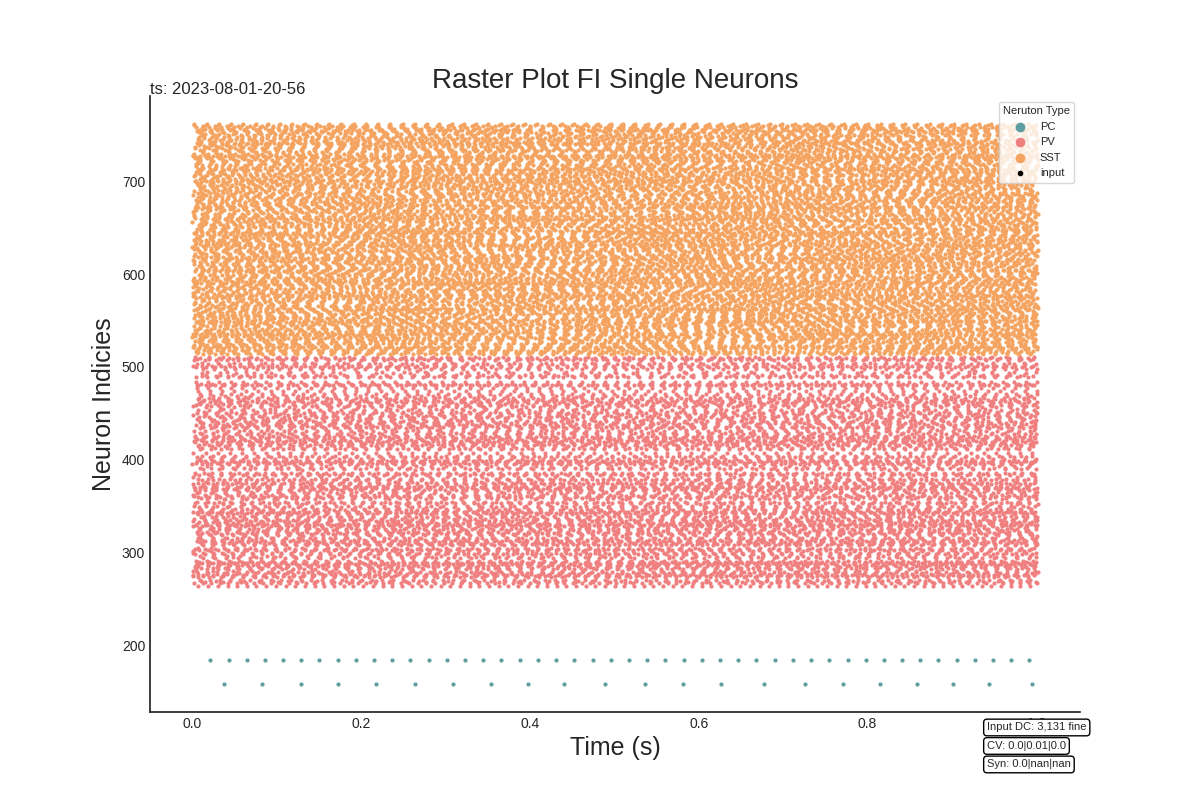 Raster Plot FI Single Neurons
ts: 2023-08-01-20-56
Neruton Type
PC
PV
SST
input
700
600
500
400
300
200
Neuron Indicies
0.0 0.2 0.4 0.6 0.8
Time (s)
Input DC: 3,131 fine
CV: 0.0|0.01|0.0
Syn: 0.0|nan|nan